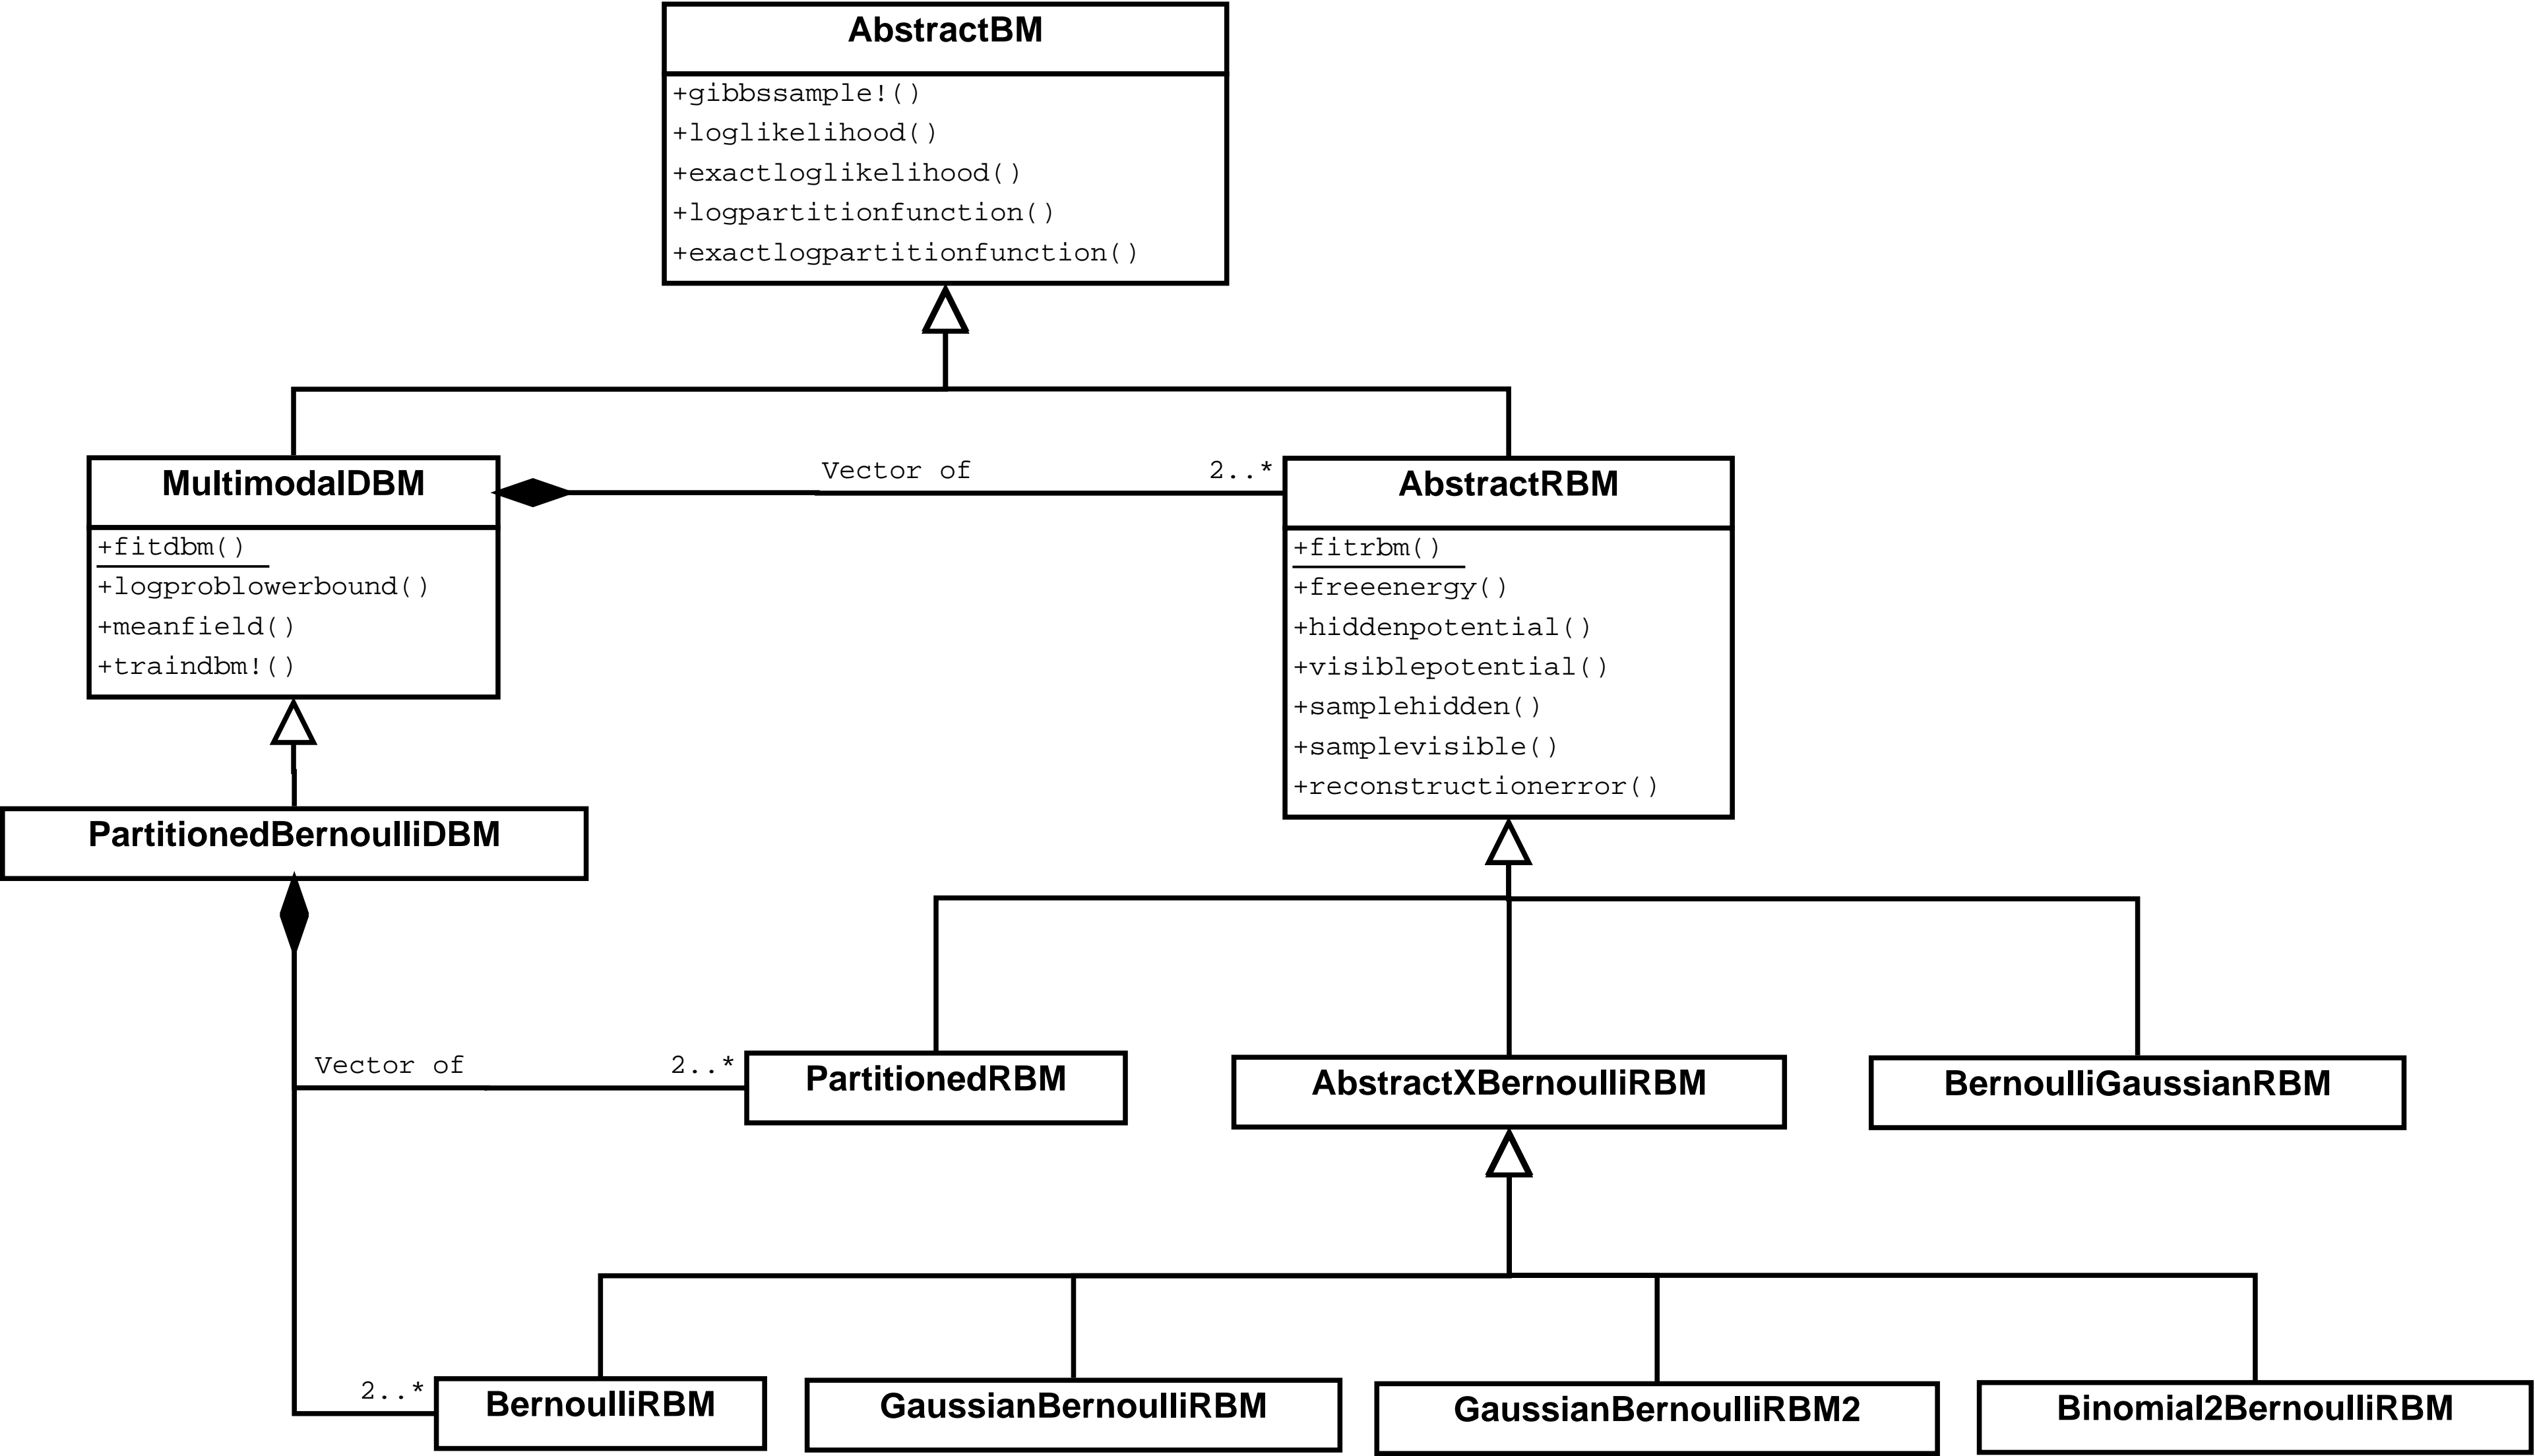 AbstractBM
+gibbssample!()
+loglikelihood()
+exactloglikelihood()
+logpartitionfunction()
+exactlogpartitionfunction()
MultimodalDBM
+fitdbm()
+logproblowerbound()
+meanfield()
+traindbm!()
Vector of
2..*
AbstractRBM
+fitrbm()
+freeenergy()
+hiddenpotential()
+visiblepotential()
+samplehidden()
+samplevisible()
+reconstructionerror()
PartitionedBernoulliDBM
Vector of
2..*
PartitionedRBM
AbstractXBernoulliRBM
BernoulliGaussianRBM
2..*
BernoulliRBM
GaussianBernoulliRBM
GaussianBernoulliRBM2
Binomial2BernoulliRBM